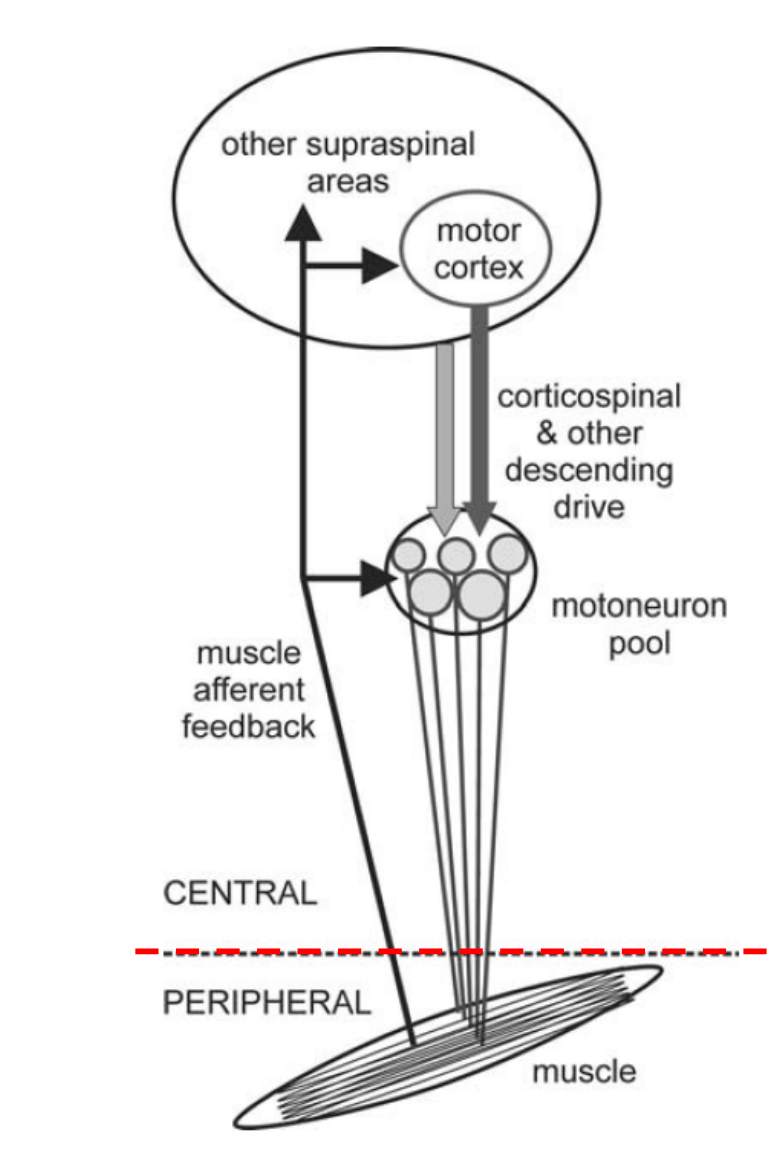 other supraspinal
areas
motor
cortex
corticospinal
& other
descending
drive
motoneuron
pool
muscle
afferent
feedback
CENTRAL
PERIPHERAL
muscle